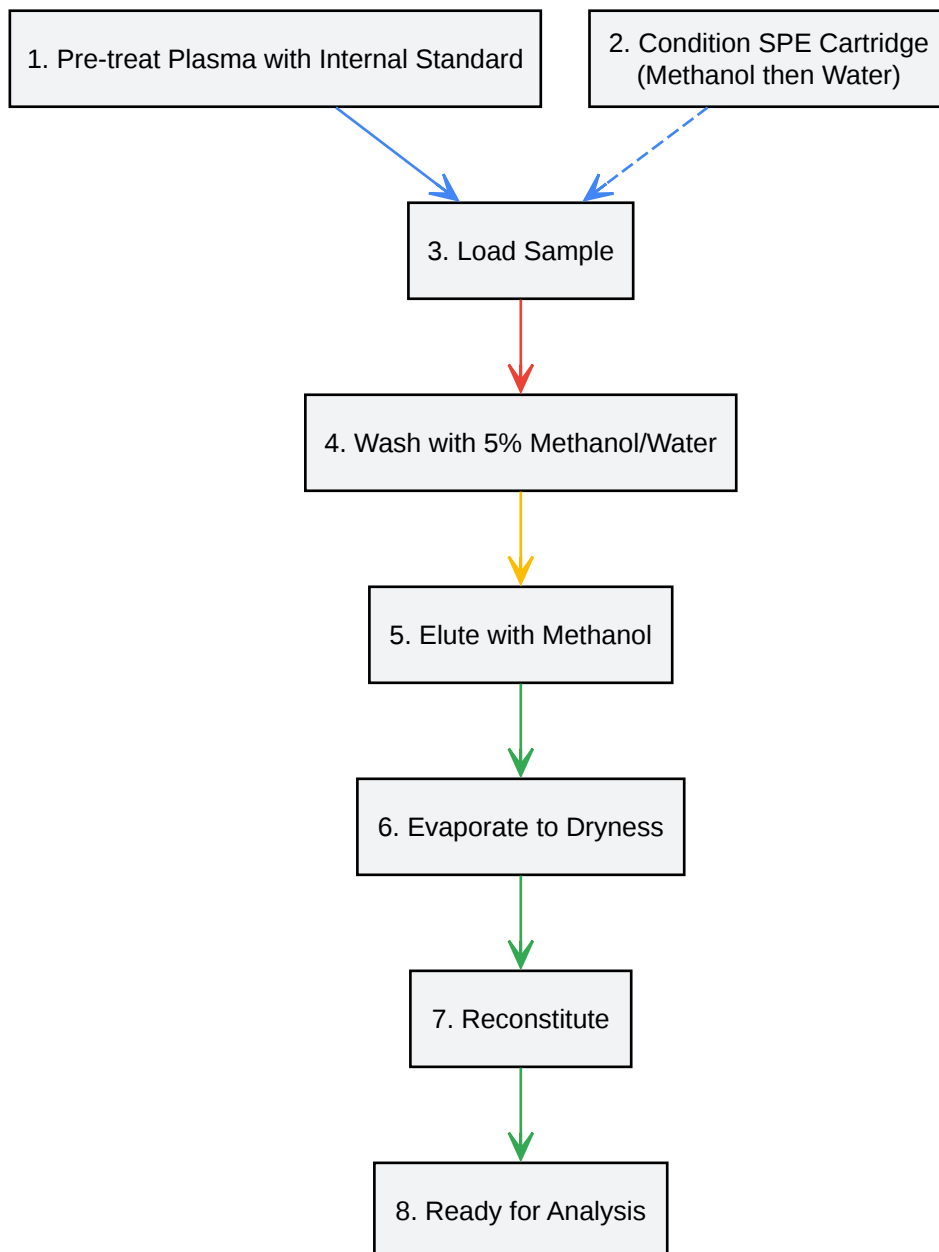 1. Pre-treat Plasma with Internal Standard
2. Condition SPE Cartridge
(Methanol then Water)
3. Load Sample
4. Wash with 5% Methanol/Water
5. Elute with Methanol
6. Evaporate to Dryness
7. Reconstitute
8. Ready for Analysis